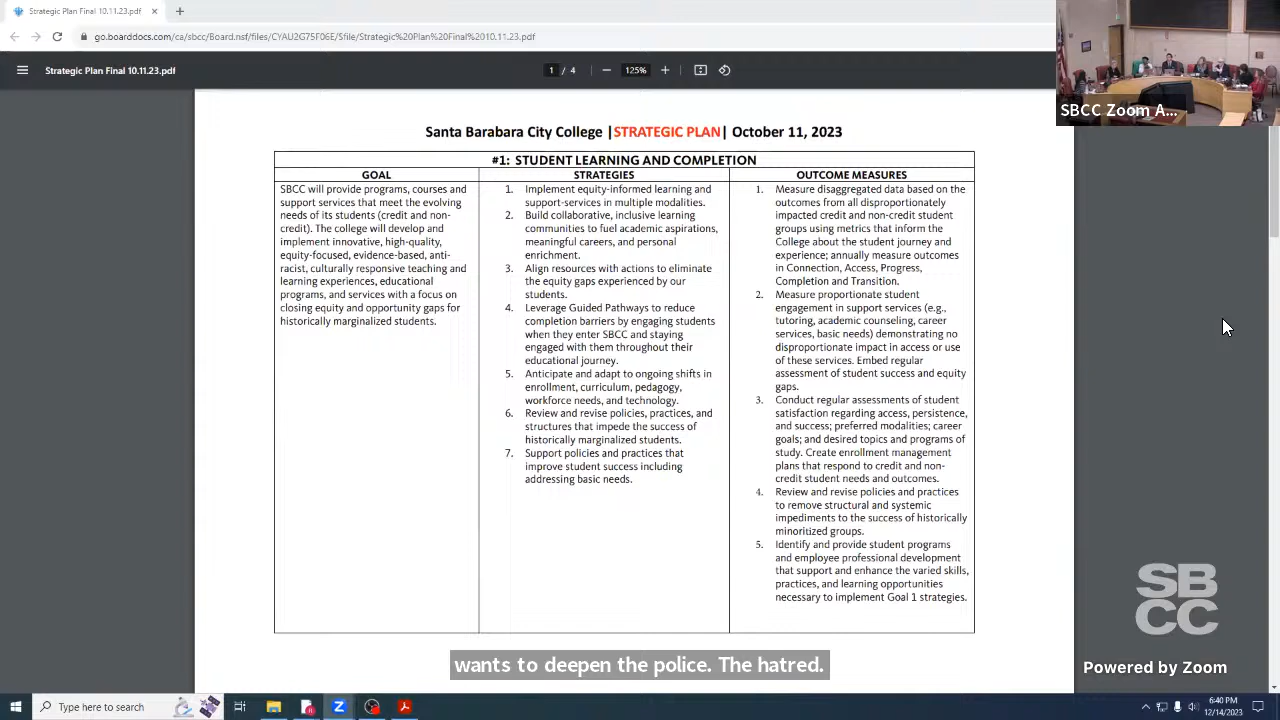 Strategic Plan Final 10.11.23.pdf
go.boarddocs.com/ca/sbcc/Board.nsf/files/CYAU2G75F06E/$file/Strategic%20Plan%20Final%2010.11.23.pdf
Strategic Plan Final 10.11.23.pdf
1 / 4
125%
SBCC Zoom A...
Santa Barabara City College |STRATEGIC PLAN| October 11, 2023
#1: STUDENT LEARNING AND COMPLETION
GOAL
SBCC will provide programs, courses and
support services that meet the evolving
needs of its students (credit and non-
credit). The college will develop and
implement innovative, high-quality,
equity-focused, evidence-based, anti-
racist, culturally responsive teaching and
learning experiences, educational
programs, and services with a focus on
closing equity and opportunity gaps for
historically marginalized students.
STRATEGIES
1. Implement equity-informed learning and
support-services in multiple modalities.
2. Build collaborative, inclusive learning
communities to fuel academic aspirations,
meaningful careers, and personal
enrichment.
3. Align resources with actions to eliminate
the equity gaps experienced by our
students.
4. Leverage Guided Pathways to reduce
completion barriers by engaging students
when they enter SBCC and staying
engaged with them throughout their
educational journey.
5. Anticipate and adapt to ongoing shifts in
enrollment, curriculum, pedagogy,
workforce needs, and technology.
6. Review and revise policies, practices, and
structures that impede the success of
historically marginalized students.
7. Support policies and practices that
improve student success including
addressing basic needs.
OUTCOME MEASURES
1. Measure disaggregated data based on the
outcomes from all disproportionately
impacted credit and non-credit student
groups using metrics that inform the
College about the student journey and
experience; annually measure outcomes
in Connection, Access, Progress,
Completion and Transition.
2. Measure proportionate student
engagement in support services (e.g.,
tutoring, academic counseling, career
services, basic needs) demonstrating no
disproportionate impact in access or use
of these services. Embed regular
assessment of student success and equity
gaps.
3. Conduct regular assessments of student
satisfaction regarding access, persistence,
and success; preferred modalities; career
goals; and desired topics and programs of
study. Create enrollment management
plans that respond to credit and non-
credit student needs and outcomes.
4. Review and revise policies and practices
to remove structural and systemic
impediments to the success of historically
minoritized groups.
5. Identify and provide student programs
and employee professional development
that support and enhance the varied skills,
practices, and learning opportunities
necessary to implement Goal 1 strategies.
SB
CC
wants to deepen the police. The hatred.
Powered by Zoom
Type here to search
6:40 PM
12/14/2023